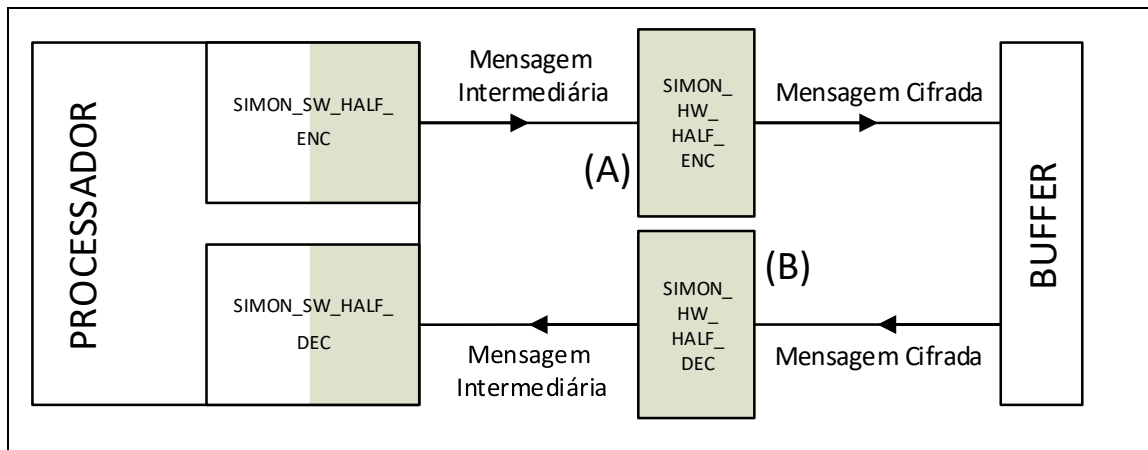 PROCESSADOR
SIMON_SW_HALF_
ENC
Mensagem
Intermediária
(A)
SIMON_
HW_
HALF_
ENC
Mensagem Cifrada
BUFFER
SIMON_SW_HALF_
DEC
Mensagem
Intermediária
SIMON_
HW_
HALF_
DEC
(B)
Mensagem Cifrada